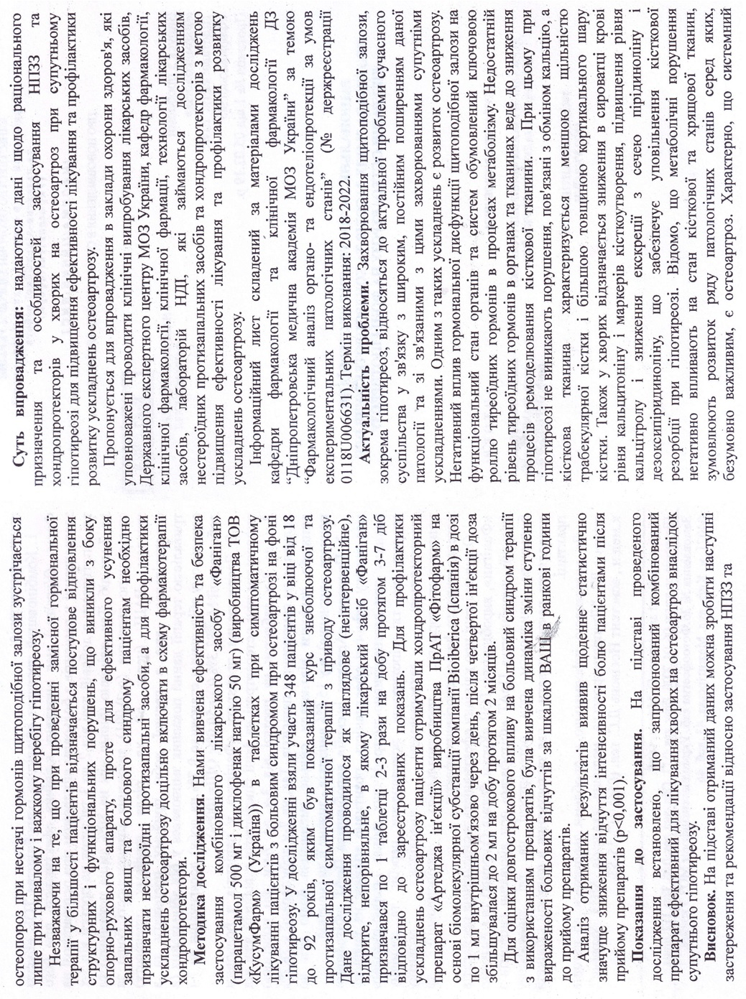 остеопороз при нестачі гормонів щитоподібної залози зустрічається
лише при тривалому і важкому перебігу гіпотиреозу.
Незважаючи на те, що при проведенні замісної гормональної
терапії у більшості пацієнтів відзначається поступове відновлення
структурних і функціональних порушень, що виникли з боку
опорно-рухового апарату, проте для ефективного усунення
запальних явищ та больового синдрому пацієнтам необхідно
призначати нестероїдні протизапальні засоби, а для профілактики
ускладнень остеоартрозу доцільно включати в схему фармакотерапії
хондропротектори.
Методика дослідження. Нами вивчена ефективність та безпека
застосування комбінованого лікарського засобу «Фаніган»
(парацетамол 500 мг і диклофенак натрію 50 мг) (виробництва ТОВ
«КусумФарм» (Україна)) в таблетках при симптоматичному
лікуванні пацієнтів з больовим синдромом при остеоартрозі на фоні
гіпотиреозу. У дослідженні взяли участь 348 пацієнтів у віці від 18
до 92 років, яким був показаний курс знеболюючої та
протизапальної симптоматичної терапії з приводу остеоартрозу.
Дане дослідження проводилося як наглядове (неінтервенційне),
відкрите, непорівняльне, в якому лікарський засіб «Фаніган»
призначався по 1 таблетці 2-3 рази на добу протягом 3-7 діб
відповідно до зареєстрованих показань. Для профілактики
ускладнень остеоартрозу пацієнти отримували хондропротекторний
препарат «Артеджа ін'єкції» виробництва ПрАТ «Фітофарм» на
основі біомолекулярної субстанції компанії Bioiberica (Іспанія) в дозі
по 1 мл внутрішньом'язово через день, після четвертої ін'єкції доза
збільшувалася до 2 мл на добу протягом 2 місяців.
Для оцінки довгострокового впливу на больовий синдром терапії
з використанням препаратів, була вивчена динаміка зміни ступеню
вираженості больових відчуттів за шкалою ВАШ в ранкові години
до прийому препаратів.
Аналіз отриманих результатів виявив щоденне статистично
значуще зниження відчуття інтенсивності болю пацієнтами після
прийому препаратів (p<0,001).
Показання до застосування. На підставі проведеного
дослідження встановлено, що запропонований комбінований
препарат ефективний для лікування хворих на остеоартроз внаслідок
супутнього гіпотиреозу.
Висновок. На підставі отриманий даних можна зробити наступні
застереження та рекомендації відносно застосування НПЗЗ та
Суть впровадження: надаються дані щодо раціонального
призначення та особливостей застосування НПЗЗ та
хондропротекторів у хворих на остеоартроз при супутньому
гіпотиреозі для підвищення ефективності лікування та профілактики
розвитку ускладнень остеоартрозу.
Пропонується для впровадження в заклади охорони здоров'я, які
уповноважені проводити клінічні випробування лікарських засобів,
Державного експертного центру МОЗ України, кафедр фармакології,
клінічної фармакології, клінічної фармації, технології лікарських
засобів, лабораторій НДІ, які займаються дослідженням
нестероїдних протизапальних засобів та хондропротекторів з метою
підвищення ефективності лікування та профілактики розвитку
ускладнень остеоартрозу.
Інформаційний лист складений за матеріалами досліджень
кафедри фармакології та клінічної фармакології ДЗ
“Дніпропетровська медична академія МОЗ України” за темою
“Фармакологічний аналіз органо- та ендотеліопротекції за умов
експериментальних патологічних станів” (№ держреєстрації
0118U006631). Термін виконання: 2018-2022.
Актуальність проблеми. Захворювання щитоподібної залози,
зокрема гіпотиреоз, відносяться до актуальної проблеми сучасного
суспільства у зв'язку з широким, постійним поширенням даної
патології та зі зв'язаними з цими захворюваннями супутніми
ускладненнями. Одним з таких ускладнень є розвиток остеоартрозу.
Негативний вплив гормональної дисфункції щитоподібної залози на
функціональний стан органів та систем обумовлений ключовою
роллю тиреоїдних гормонів в процесах метаболізму. Недостатній
рівень тиреоїдних гормонів в органах та тканинах веде до зниження
процесів ремоделювання кісткової тканини. При цьому при
гіпотиреозі не виникають порушення, пов'язані з обміном кальцію, а
кісткова тканина характеризується меншою щільністю
трабекулярної кістки і більшою товщиною кортикального шару
кістки. Також у хворих відзначається зниження в сироватці крові
рівня кальцитоніну і маркерів кісткоутворення, підвищення рівня
кальцітролу і зниження екскреції з сечею пірідиноліну і
дезоксипіридиноліну, що забезпечує уповільнення кісткової
резорбції при гіпотиреозі. Відомо, що метаболічні порушення
негативно впливають на стан кісткової та хрящової тканин,
зумовлюють розвиток ряду патологічних станів серед яких,
безумовно важливим, є остеоартроз. Характерно, що системний